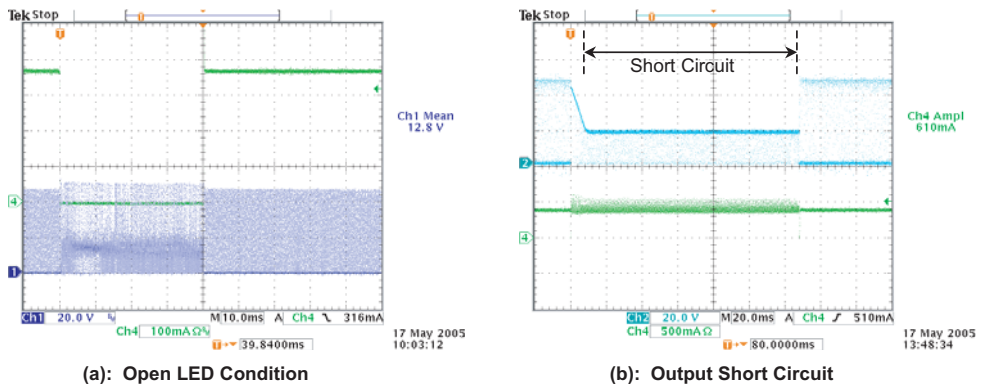 Tek Stop
T
T
4
1
Ch1 Mean
12.8 V
Ch1 20.0 V
M 10.0ms A Ch4 316mA
Ch4 100mAΩ
T 39.8400ms
17 May 2005
10:03:12
(a): Open LED Condition
Tek Stop
T
T
Short Circuit
2
4
Ch4 Ampl
610mA
Ch2 20.0 V
M 20.0ms A Ch4 510mA
Ch4 500mAΩ
T 80.0000ms
17 May 2005
13:48:34
(b): Output Short Circuit